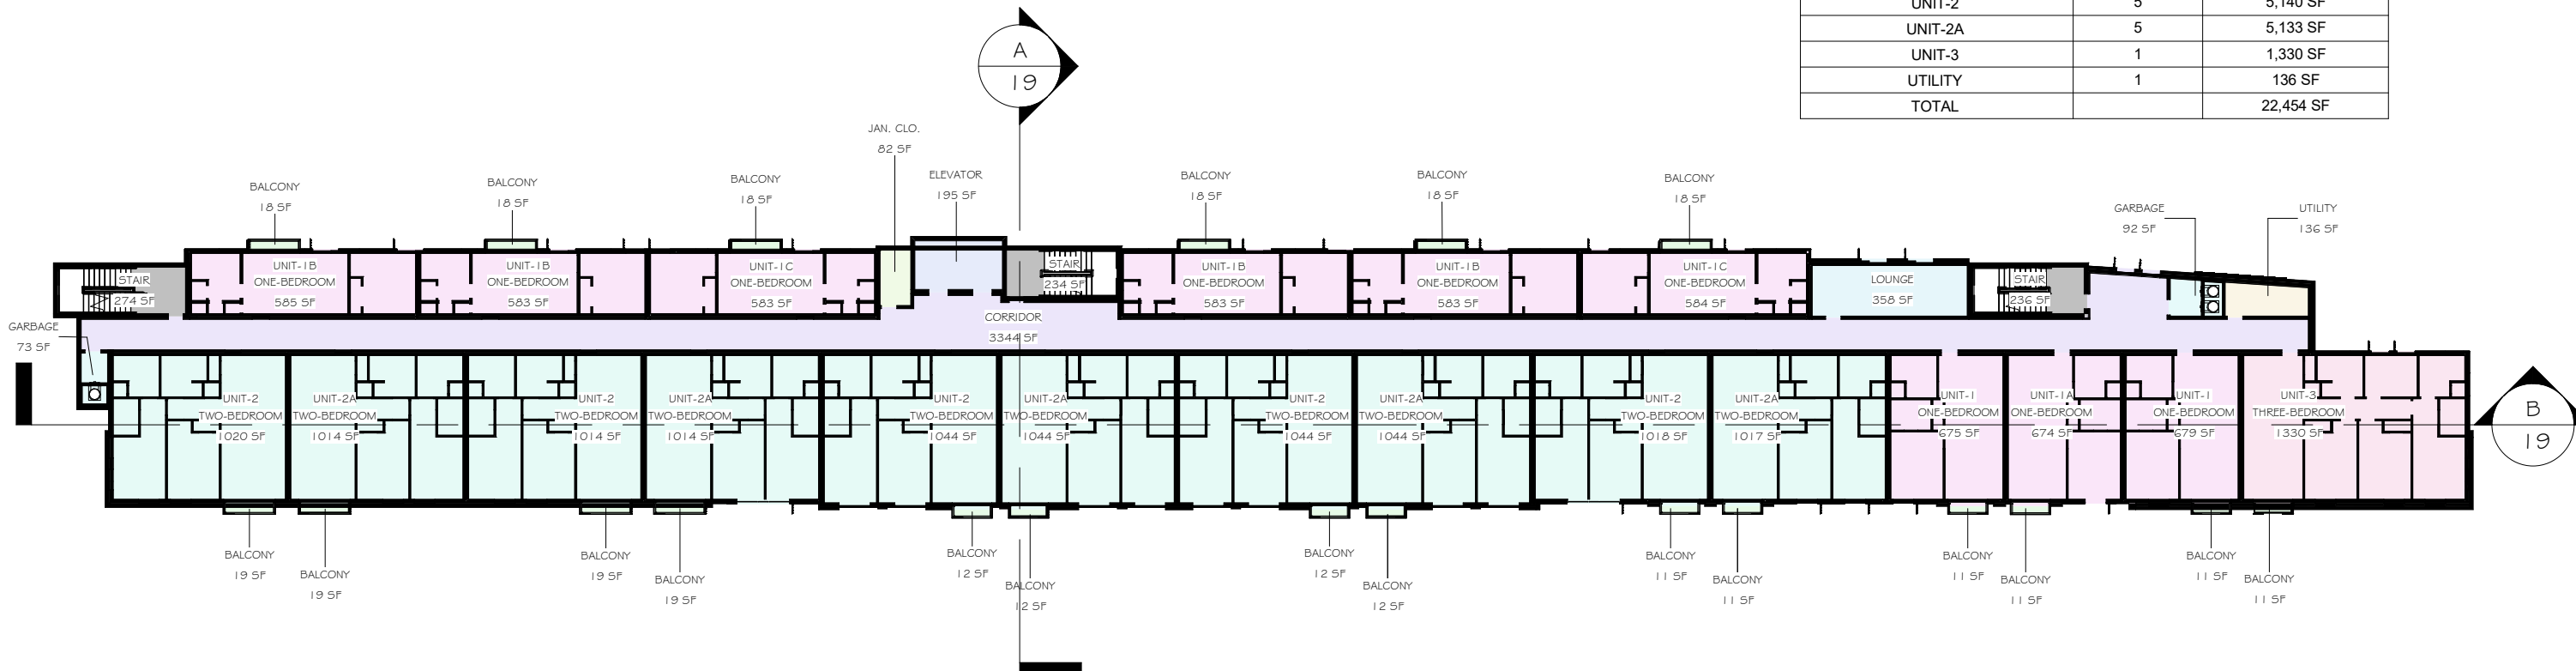 UNIT-2 5 5,140 SF
UNIT-2A 5 5,133 SF
UNIT-3 1 1,330 SF
UTILITY 1 136 SF
TOTAL 22,454 SF
A
19
JAN. CLO.
82 SF
ELEVATOR
195 SF
BALCONY
18 SF
BALCONY
18 SF
BALCONY
18 SF
BALCONY
18 SF
BALCONY
18 SF
BALCONY
18 SF
GARBAGE
92 SF
UTILITY
136 SF
STAIR
274 SF
UNIT-1B
ONE-BEDROOM
585 SF
UNIT-1B
ONE-BEDROOM
583 SF
UNIT-1C
ONE-BEDROOM
583 SF
STAIR
234 SF
UNIT-1B
ONE-BEDROOM
583 SF
UNIT-1B
ONE-BEDROOM
583 SF
UNIT-1C
ONE-BEDROOM
584 SF
LOUNGE
358 SF
STAIR
236 SF
GARBAGE
73 SF
CORRIDOR
3344 SF
UNIT-2
TWO-BEDROOM
1020 SF
UNIT-2A
TWO-BEDROOM
1014 SF
UNIT-2
TWO-BEDROOM
1014 SF
UNIT-2A
TWO-BEDROOM
1014 SF
UNIT-2
TWO-BEDROOM
1044 SF
UNIT-2A
TWO-BEDROOM
1044 SF
UNIT-2
TWO-BEDROOM
1044 SF
UNIT-2A
TWO-BEDROOM
1044 SF
UNIT-2
TWO-BEDROOM
1018 SF
UNIT-2A
TWO-BEDROOM
1017 SF
UNIT-1
ONE-BEDROOM
675 SF
UNIT-1A
ONE-BEDROOM
674 SF
UNIT-1
ONE-BEDROOM
679 SF
UNIT-3
THREE-BEDROOM
1330 SF
B
19
BALCONY
19 SF
BALCONY
19 SF
BALCONY
19 SF
BALCONY
19 SF
BALCONY
12 SF
BALCONY
12 SF
BALCONY
12 SF
BALCONY
12 SF
BALCONY
11 SF
BALCONY
11 SF
BALCONY
11 SF
BALCONY
11 SF
BALCONY
11 SF
BALCONY
11 SF